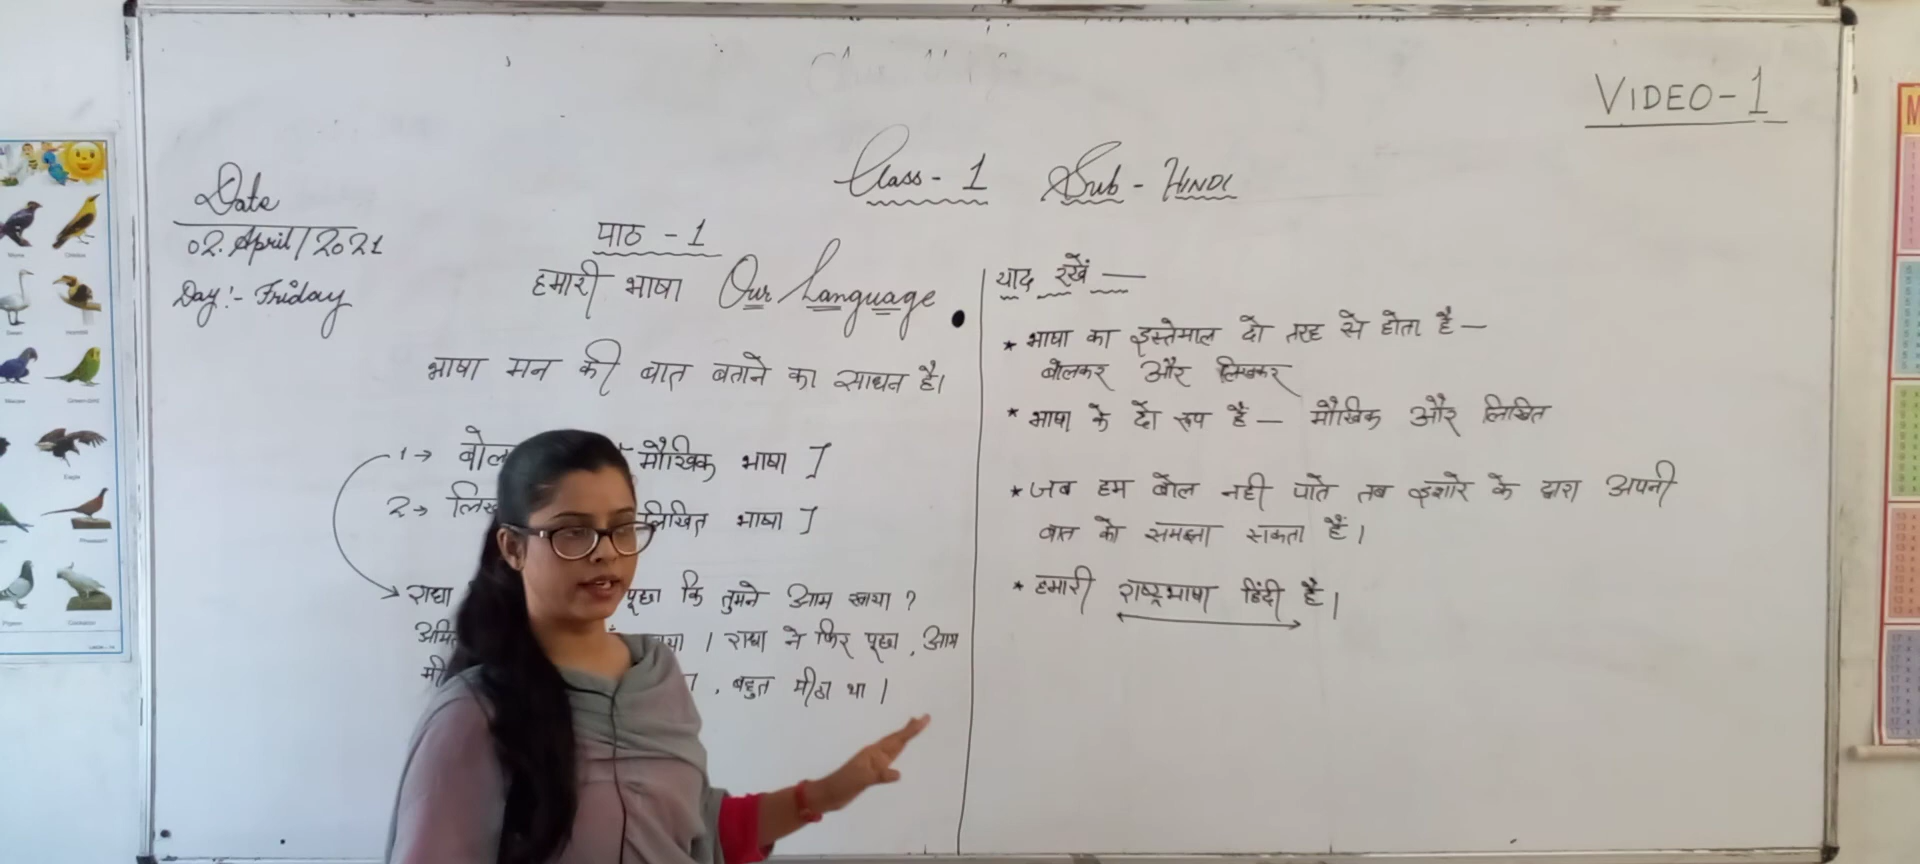 VIDEO-1
Class - 1 Sub - HINDI
Date
02. April/2021
Day:- Friday
पाठ - 1
हमारी भाषा Our Language
भाषा मन की बात बताने का साधन है।
1→ बोल मौखिक भाषा ]
2→ लिख लिखित भाषा ]
राधा पूछा कि तुमने आम खाया ?
अमित । राधा ने फिर पूछा, आम
मी , बहुत मीठा था ।
याद रखें —
* भाषा का इस्तेमाल दो तरह से होता है —
बोलकर और लिखकर
* भाषा के दो रूप है — मौखिक और लिखित
* जब हम बोल नही पाते तब इशारे के द्वारा अपनी
बात को समझा सकता हैं।
* हमारी राष्ट्रभाषा हिंदी है।